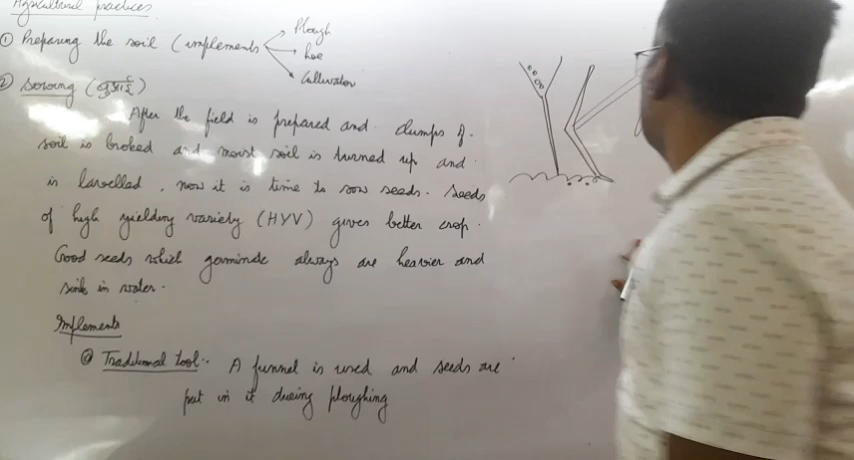 Agricultural practices
① Preparing the soil (implements
Plough
hoe
Cultivator
② Sowing (बुआई)
After the field is prepared and clumps of
soil is broked and moist soil is turned up and
is lavelled, now it is time to sow seeds. Seeds
of high yielding variety (HYV) gives better crop.
Good seeds which germinde always are heavier and
sink in water.
Implements
@ Traditional tool:- A funnel is used and seeds are
put in it during ploughing